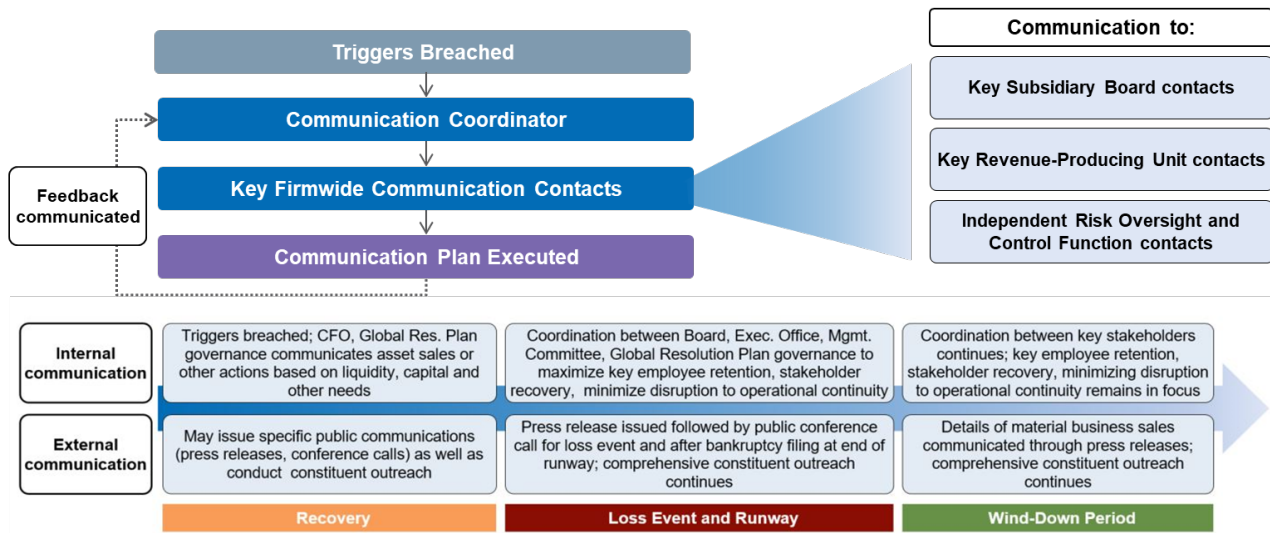 Triggers Breached
Communication Coordinator
Key Firmwide Communication Contacts
Communication Plan Executed
Feedback
communicated
Communication to:
Key Subsidiary Board contacts
Key Revenue-Producing Unit contacts
Independent Risk Oversight and
Control Function contacts
Internal
communication
Triggers breached; CFO, Global Res. Plan
governance communicates asset sales or
other actions based on liquidity, capital and
other needs
Coordination between Board, Exec. Office, Mgmt.
Committee, Global Resolution Plan governance to
maximize key employee retention, stakeholder
recovery, minimize disruption to operational continuity
Coordination between key stakeholders
continues; key employee retention,
stakeholder recovery, minimizing disruption
to operational continuity remains in focus
External
communication
May issue specific public communications
(press releases, conference calls) as well as
conduct constituent outreach
Press release issued followed by public conference
call for loss event and after bankruptcy filing at end of
runway; comprehensive constituent outreach
continues
Details of material business sales
communicated through press releases;
comprehensive constituent outreach
continues
Recovery
Loss Event and Runway
Wind-Down Period